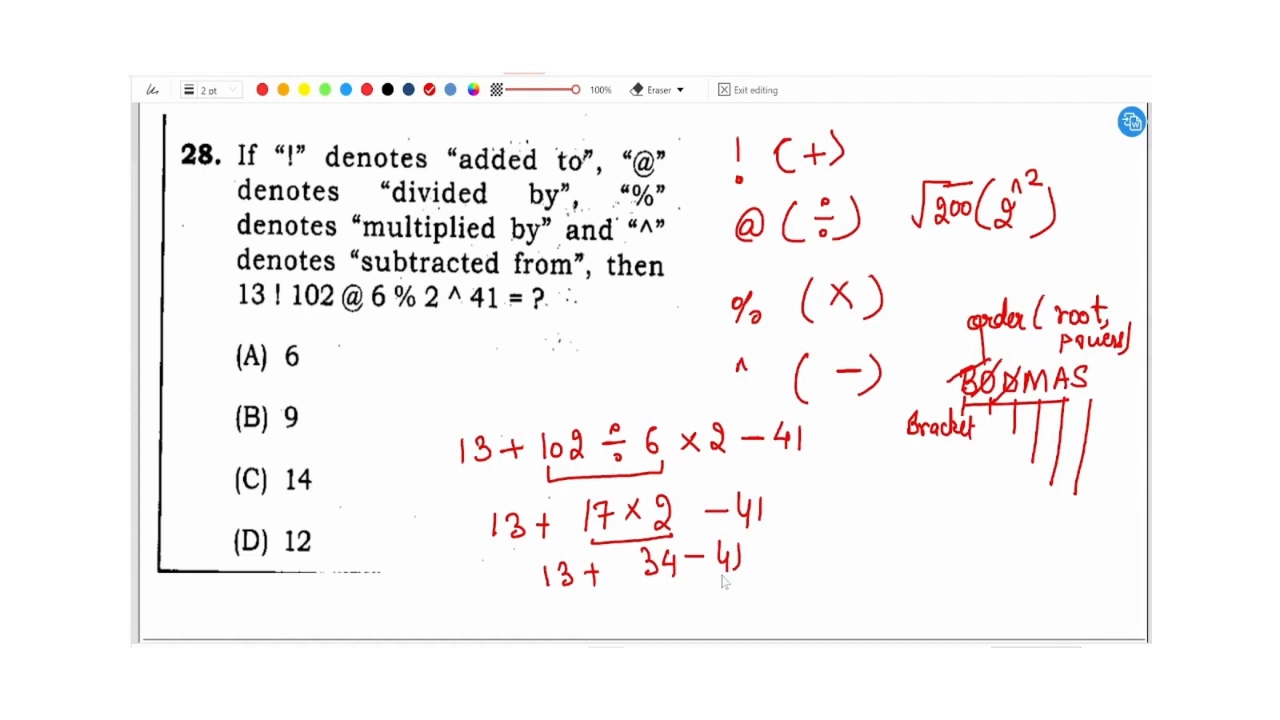 2 pt
100%
Eraser
Exit editing
28. If “!” denotes “added to”, “@”
denotes “divided by”, “%”
denotes “multiplied by” and “^”
denotes “subtracted from”, then
13 ! 102 @ 6 % 2 ^ 41 = ?
(A) 6
(B) 9
(C) 14
(D) 12
! (+)
@ (÷)
% (×)
^ (−)
√200 (2^2)
order ( root,
powers)
BODMAS
Bracket
13 + 102 ÷ 6 × 2 − 41
13 + 17 × 2 − 41
13 + 34 − 41